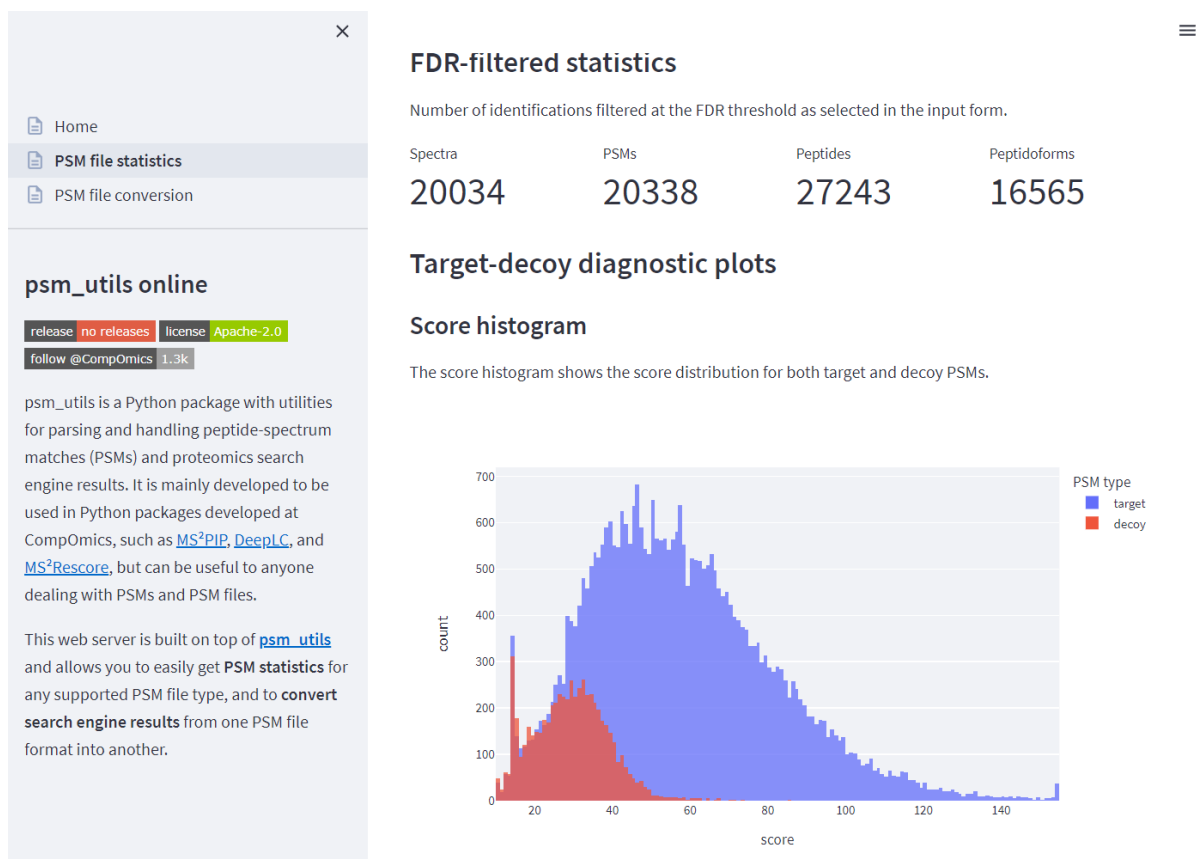 Home
PSM file statistics
PSM file conversion
psm_utils online
release no releases license Apache-2.0
follow @CompOmics 1.3k
psm_utils is a Python package with utilities
for parsing and handling peptide-spectrum
matches (PSMs) and proteomics search
engine results. It is mainly developed to be
used in Python packages developed at
CompOmics, such as MS²PIP, DeepLC, and
MS²Rescore, but can be useful to anyone
dealing with PSMs and PSM files.
This web server is built on top of psm_utils
and allows you to easily get PSM statistics for
any supported PSM file type, and to convert
search engine results from one PSM file
format into another.
FDR-filtered statistics
Number of identifications filtered at the FDR threshold as selected in the input form.
Spectra PSMs Peptides Peptidoforms
20034 20338 27243 16565
Target-decoy diagnostic plots
Score histogram
The score histogram shows the score distribution for both target and decoy PSMs.
700
600
500
400
300
200
100
0
count
20 40 60 80 100 120 140
score
PSM type
target
decoy